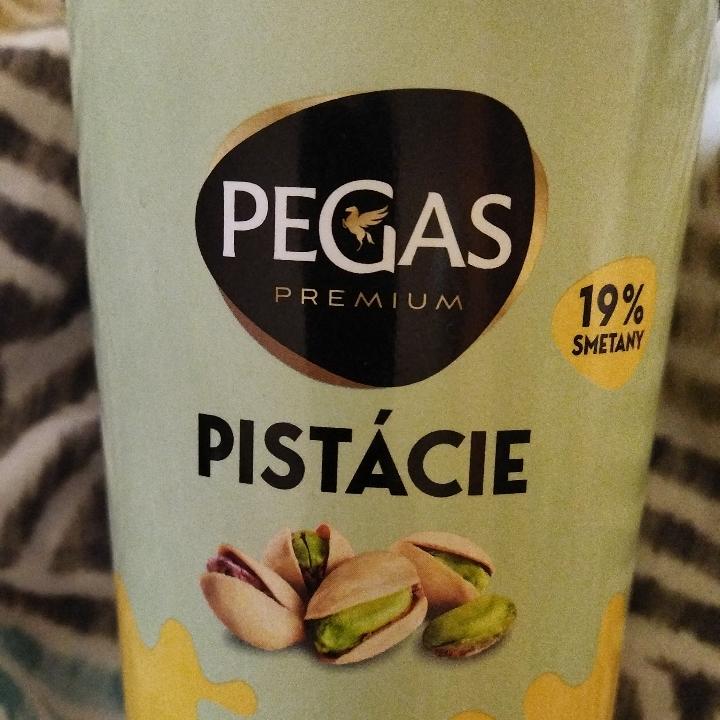 PEGAS
PREMIUM
19%
SMETANY
PISTÁCIE